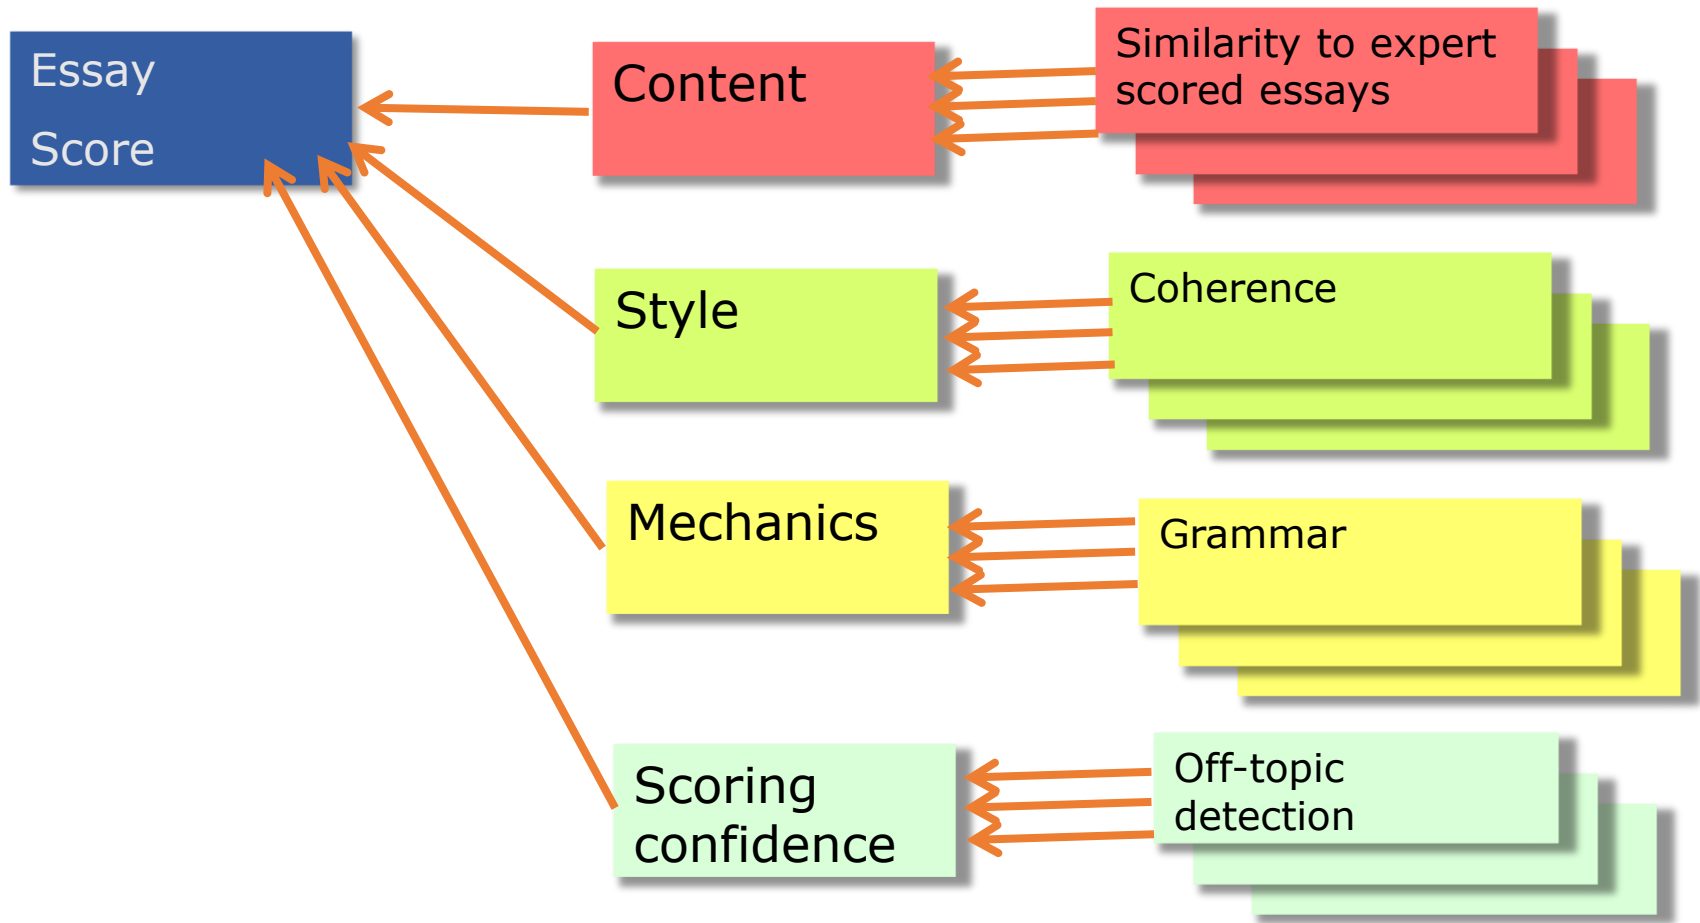 Essay
Score
Content
Similarity to expert
scored essays
Style
Coherence
Mechanics
Grammar
Scoring
confidence
Off-topic
detection